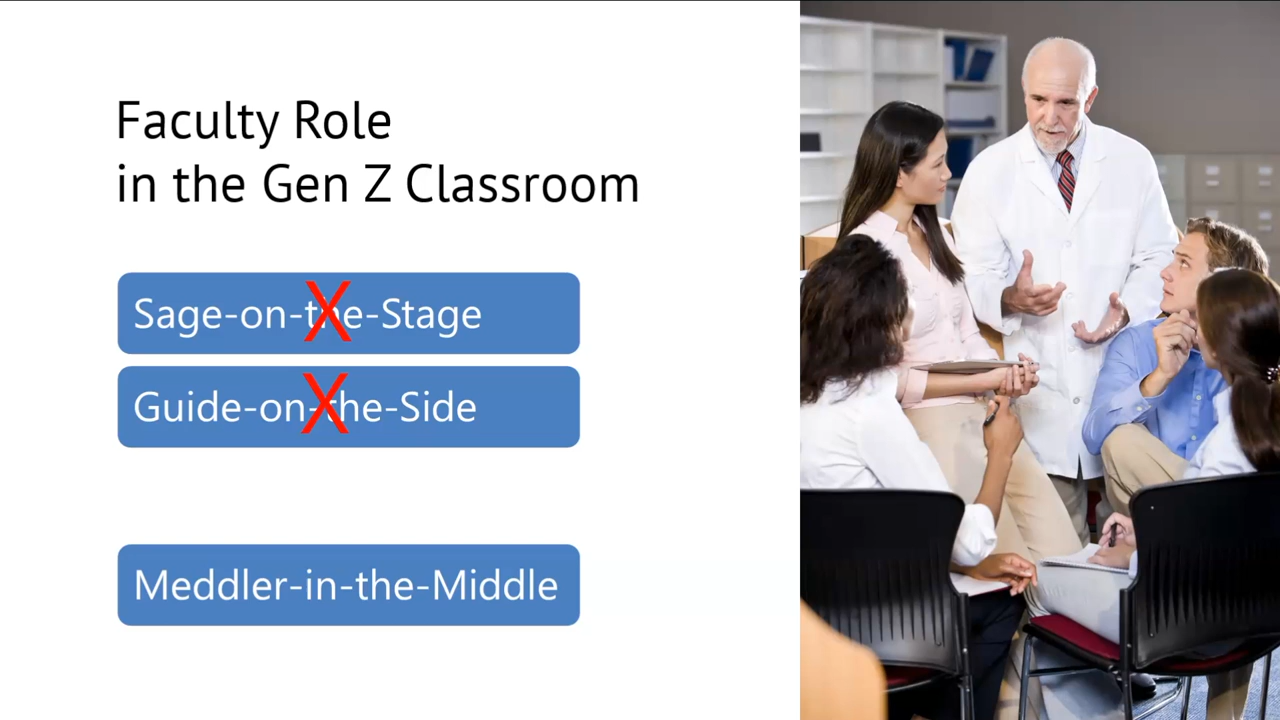 Faculty Role
in the Gen Z Classroom
Sage-on-the-Stage
Guide-on-the-Side
Meddler-in-the-Middle